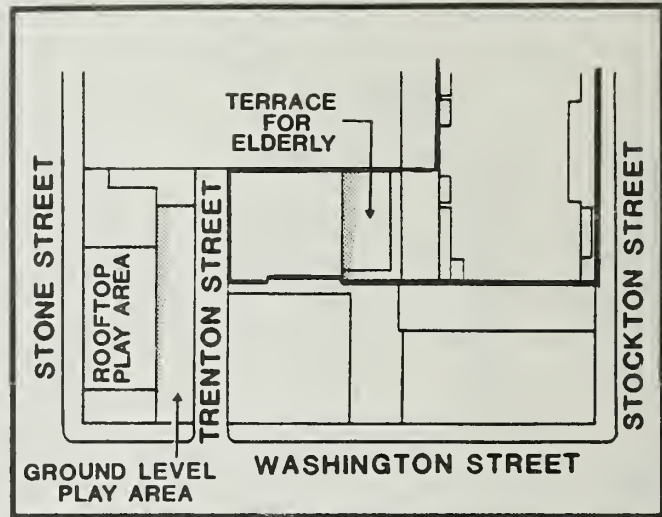 TERRACE
FOR
ELDERLY
STONE STREET
ROOFTOP
PLAY AREA
TRENTON STREET
STOCKTON STREET
GROUND LEVEL
PLAY AREA
WASHINGTON STREET